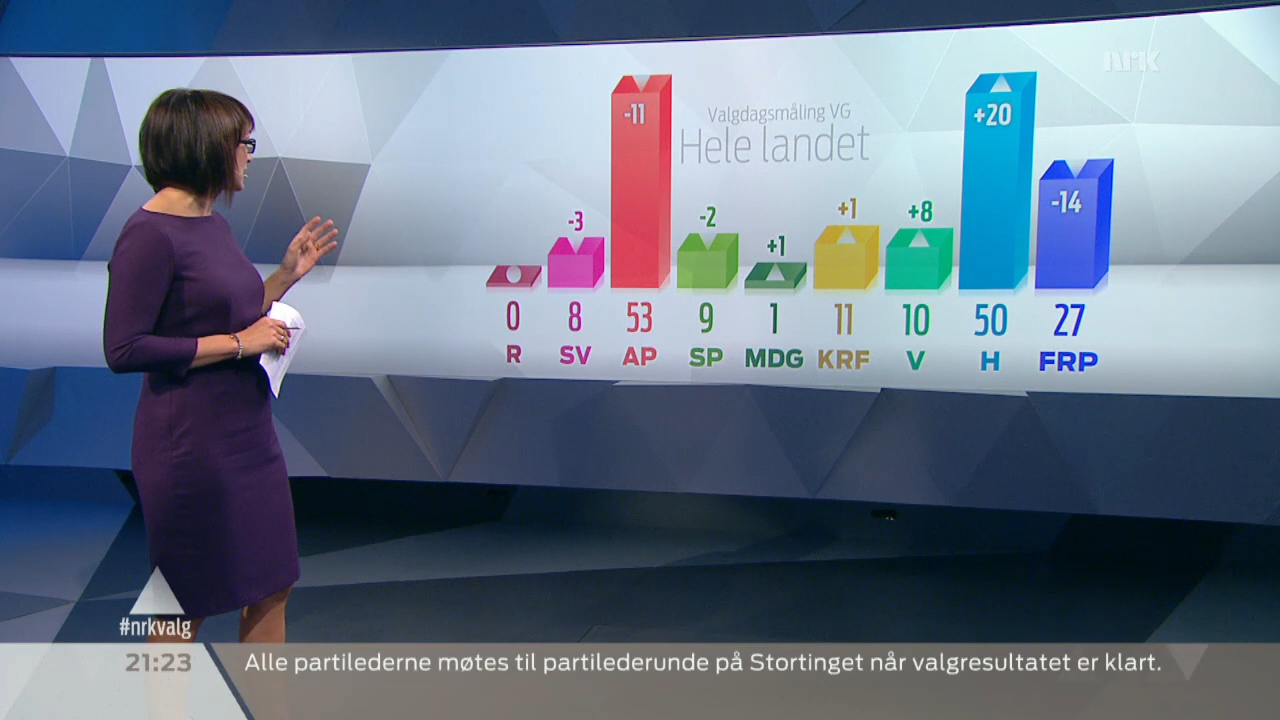 nrk
Valgdagsmåling VG
Hele landet
-3 -11 -2 +1 +1 +8 +20 -14
0 8 53 9 1 11 10 50 27
R SV AP SP MDG KRF V H FRP
#nrkvalg
21:23 Alle partilederne møtes til partilederunde på Stortinget når valgresultatet er klart.